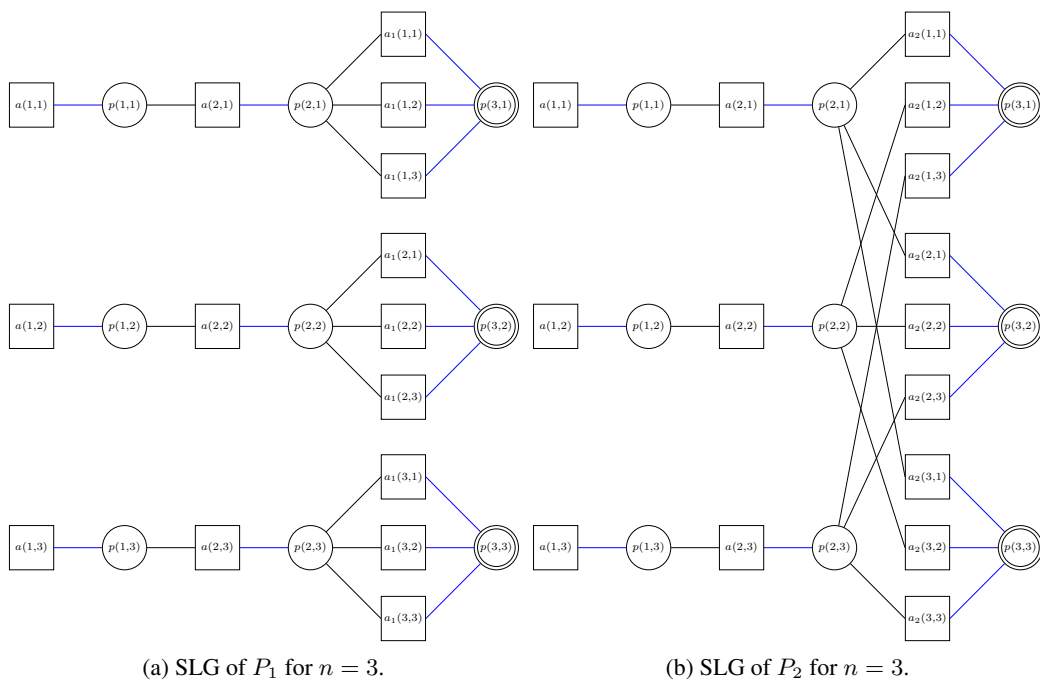 a₁(1,1)
a(1,1) p(1,1) a(2,1) p(2,1) a₁(1,2) p(3,1)
a₁(1,3)
a₁(2,1)
a(1,2) p(1,2) a(2,2) p(2,2) a₁(2,2) p(3,2)
a₁(2,3)
a₁(3,1)
a(1,3) p(1,3) a(2,3) p(2,3) a₁(3,2) p(3,3)
a₁(3,3)
(a) SLG of P₁ for n = 3.
a₂(1,1)
a(1,1) p(1,1) a(2,1) p(2,1) a₂(1,2) p(3,1)
a₂(1,3)
a₂(2,1)
a(1,2) p(1,2) a(2,2) p(2,2) a₂(2,2) p(3,2)
a₂(2,3)
a₂(3,1)
a(1,3) p(1,3) a(2,3) p(2,3) a₂(3,2) p(3,3)
a₂(3,3)
(b) SLG of P₂ for n = 3.